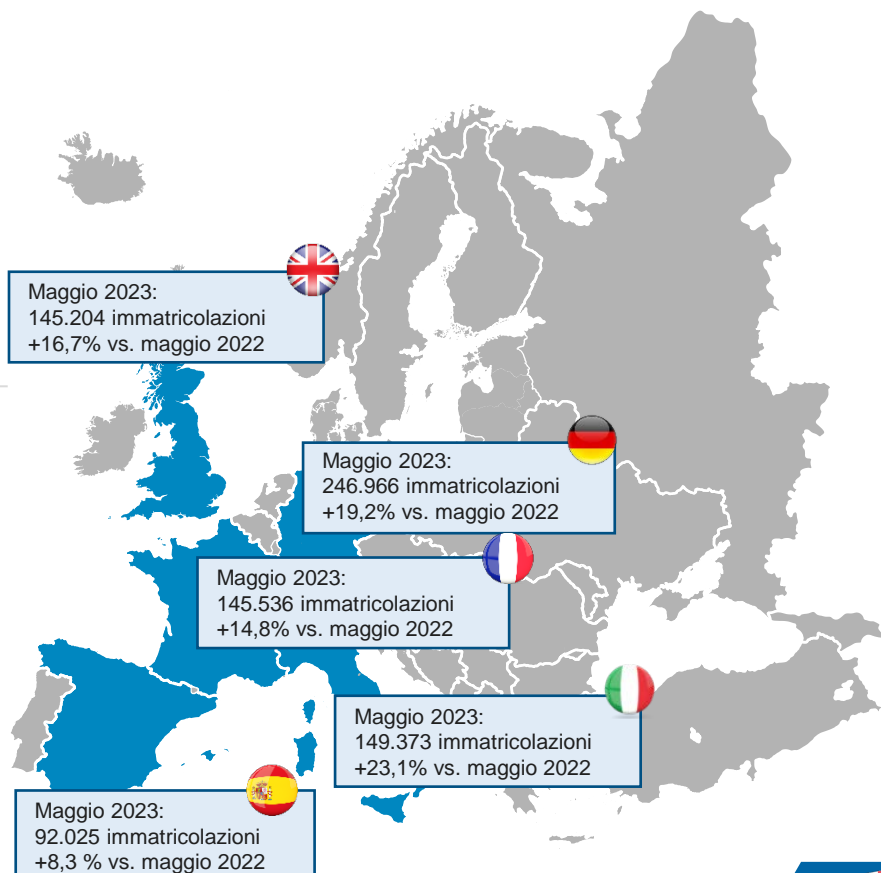 Maggio 2023:
145.204 immatricolazioni
+16,7% vs. maggio 2022
Maggio 2023:
246.966 immatricolazioni
+19,2% vs. maggio 2022
Maggio 2023:
145.536 immatricolazioni
+14,8% vs. maggio 2022
Maggio 2023:
149.373 immatricolazioni
+23,1% vs. maggio 2022
Maggio 2023:
92.025 immatricolazioni
+8,3 % vs. maggio 2022